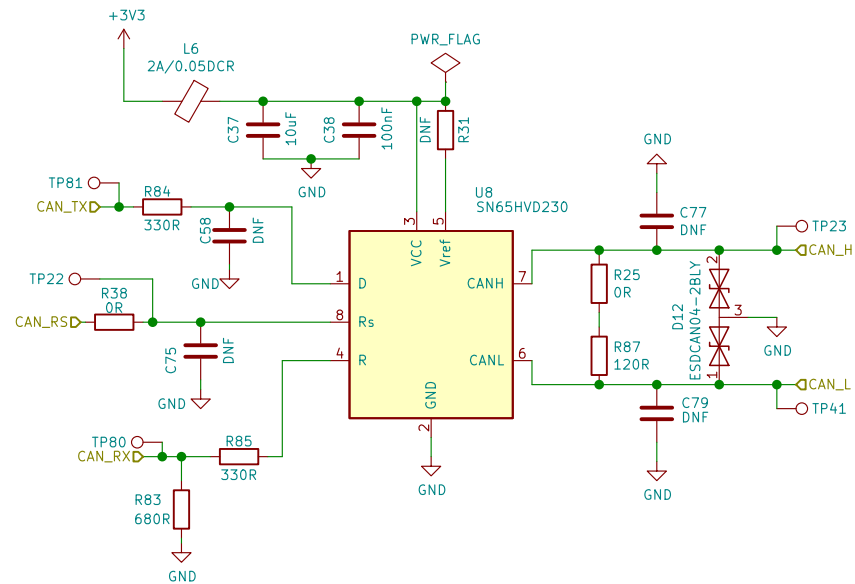 +3V3
PWR_FLAG
L6
2A/0.05DCR
C37
10uF
C38
100nF
DNF
R31
GND
GND
TP81
CAN_TX
R84
330R
C58
DNF
GND
U8
SN65HVD230
3
5
VCC
Vref
1
D
CANH
7
8
Rs
4
R
CANL
6
GND
2
GND
C77
DNF
TP23
CAN_H
TP22
R38
0R
CAN_RS
C75
DNF
GND
R25
0R
R87
120R
D12
ESDCAN04-2BLY
2
3
1
GND
CAN_L
TP41
C79
DNF
GND
TP80
CAN_RX
R85
330R
R83
680R
GND